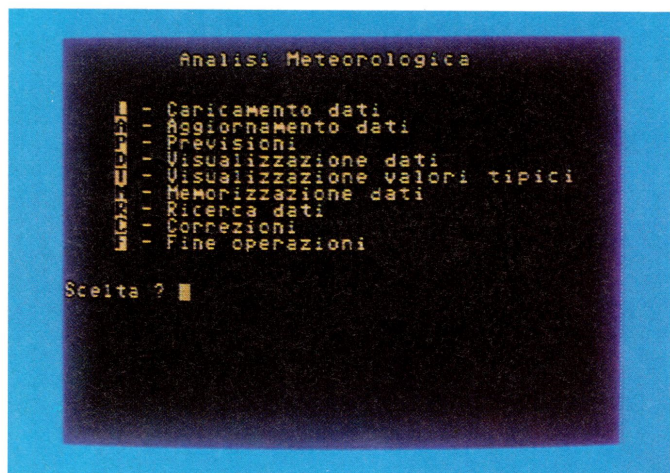 Analisi Meteorologica
- Caricamento dati
A - Aggiornamento dati
P - Previsioni
D - Visualizzazione dati
V - Visualizzazione valori tipici
- Memorizzazione dati
- Ricerca dati
- Correzioni
F - Fine operazioni
Scelta ?